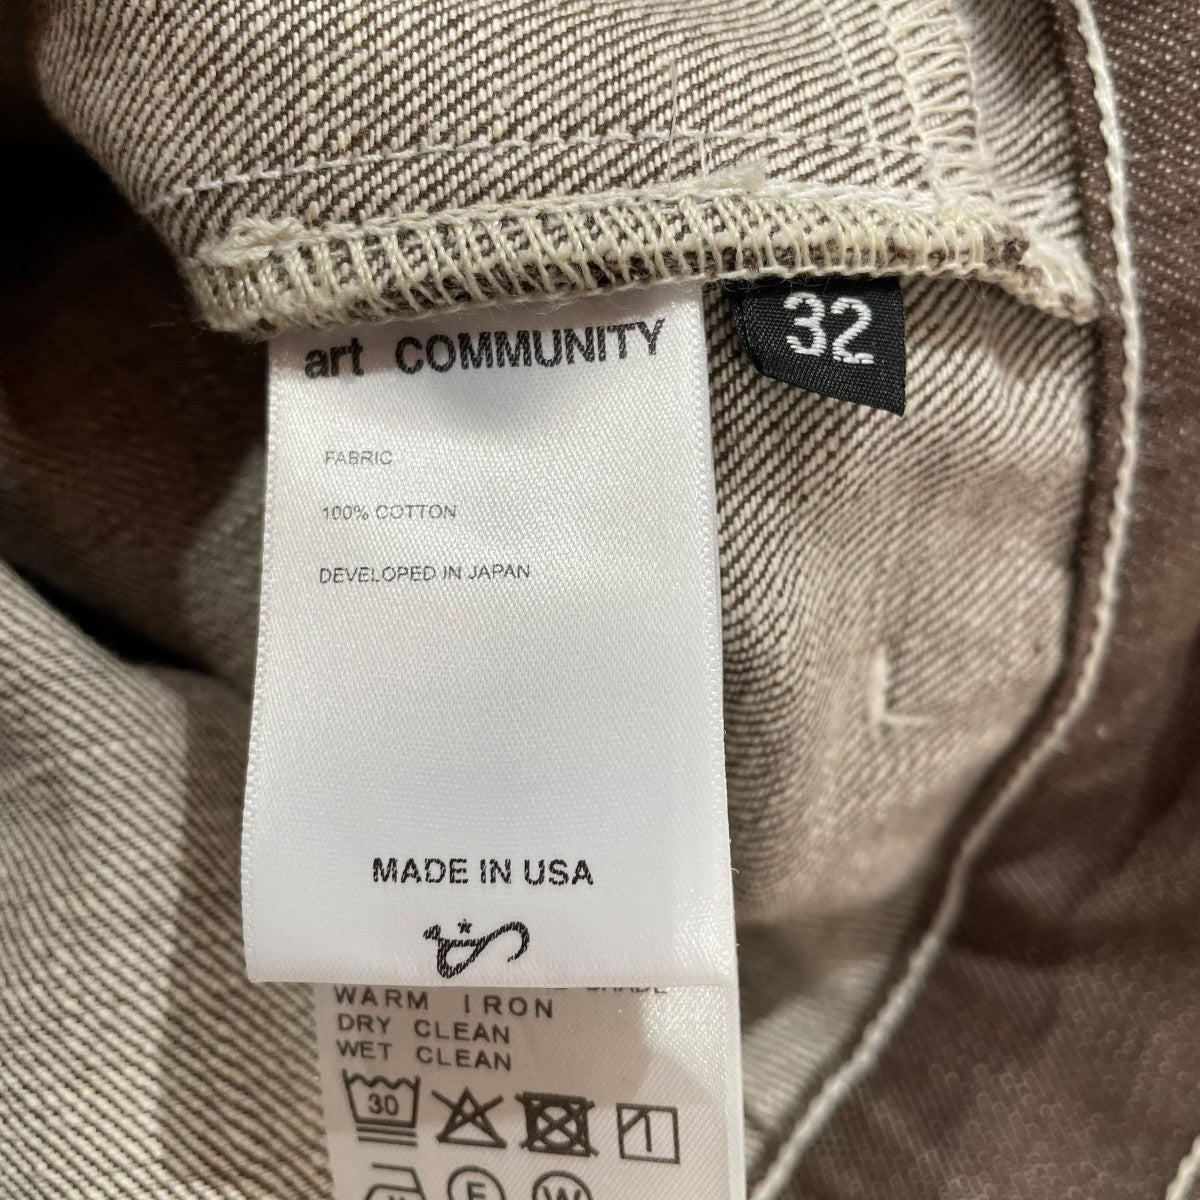 art COMMUNITY
32
FABRIC
100% COTTON
DEVELOPED IN JAPAN
MADE IN USA
SHADE
WARM IRON
DRY CLEAN
WET CLEAN
30
F
W